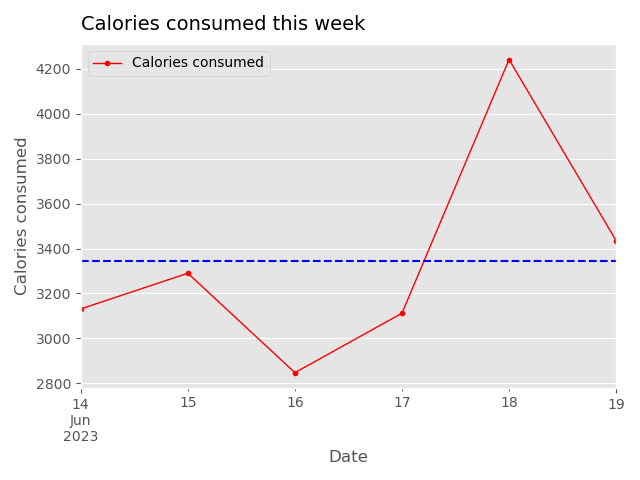 Calories consumed this week
Calories consumed
4200
4000
3800
3600
3400
3200
3000
2800
Calories consumed
14 15 16 17 18 19
Jun
2023
Date